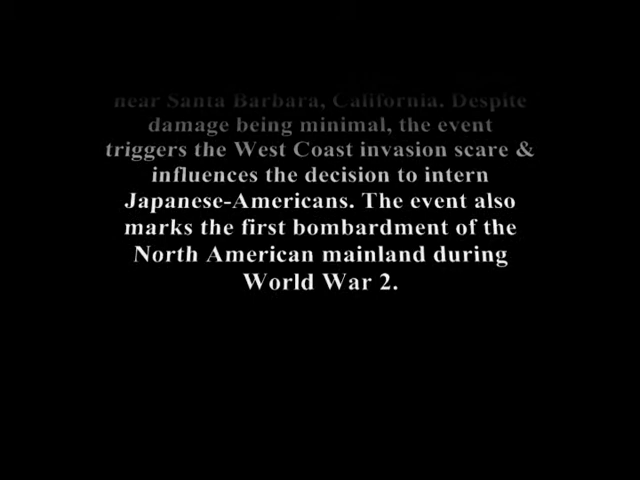 near Santa Barbara, California. Despite
damage being minimal, the event
triggers the West Coast invasion scare &
influences the decision to intern
Japanese-Americans. The event also
marks the first bombardment of the
North American mainland during
World War 2.